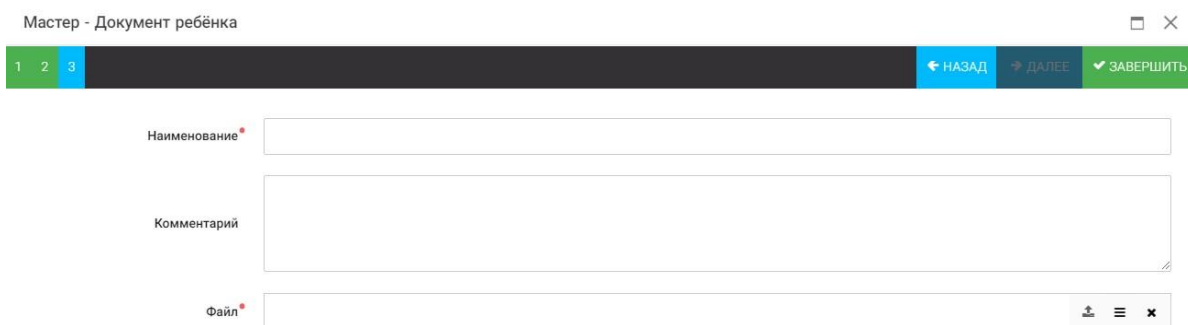 Мастер - Документ ребёнка
1 2 3 НАЗАД ДАЛЕЕ ЗАВЕРШИТЬ
Наименование
Комментарий
Файл